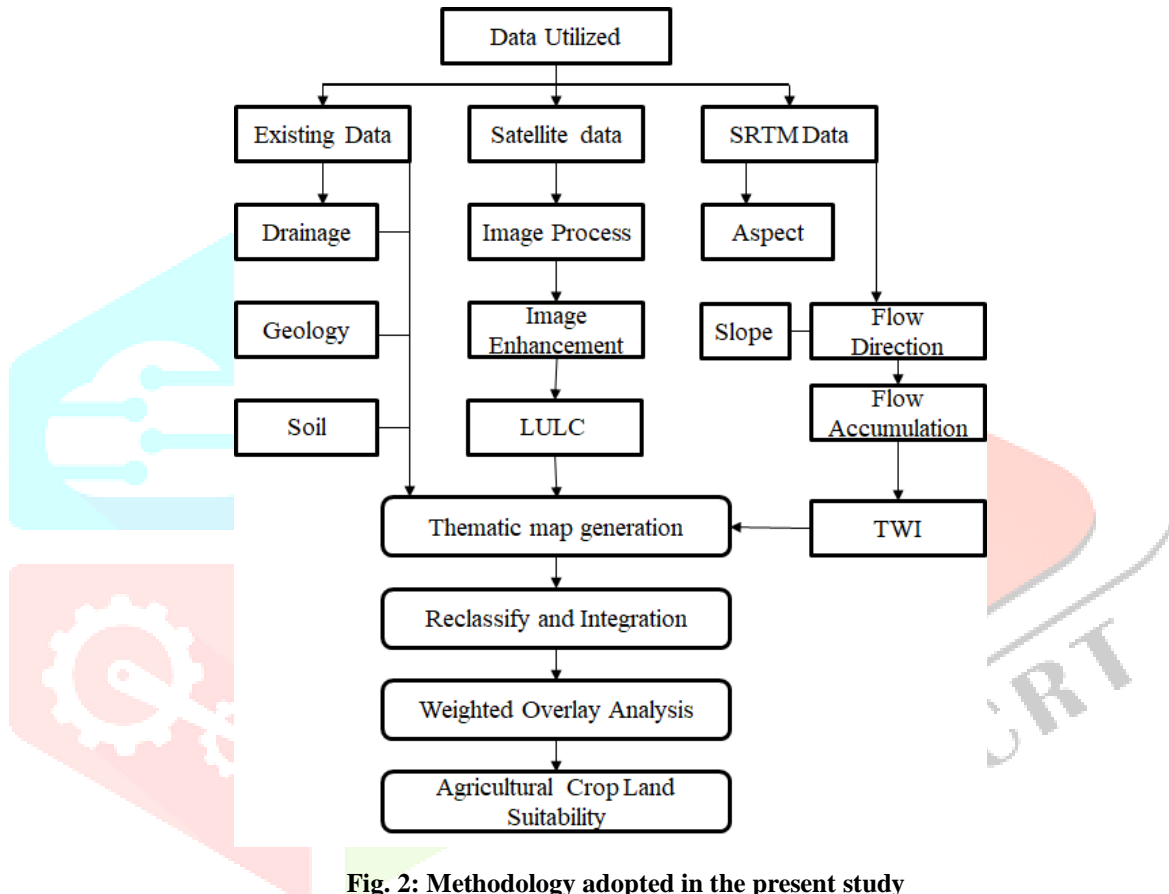 Data Utilized
Existing Data
Satellite data
SRTM Data
Drainage
Image Process
Aspect
Geology
Image
Enhancement
Slope
Flow
Direction
Soil
LULC
Flow
Accumulation
Thematic map generation
TWI
Reclassify and Integration
Weighted Overlay Analysis
Agricultural Crop Land
Suitability
CRT
Fig. 2: Methodology adopted in the present study